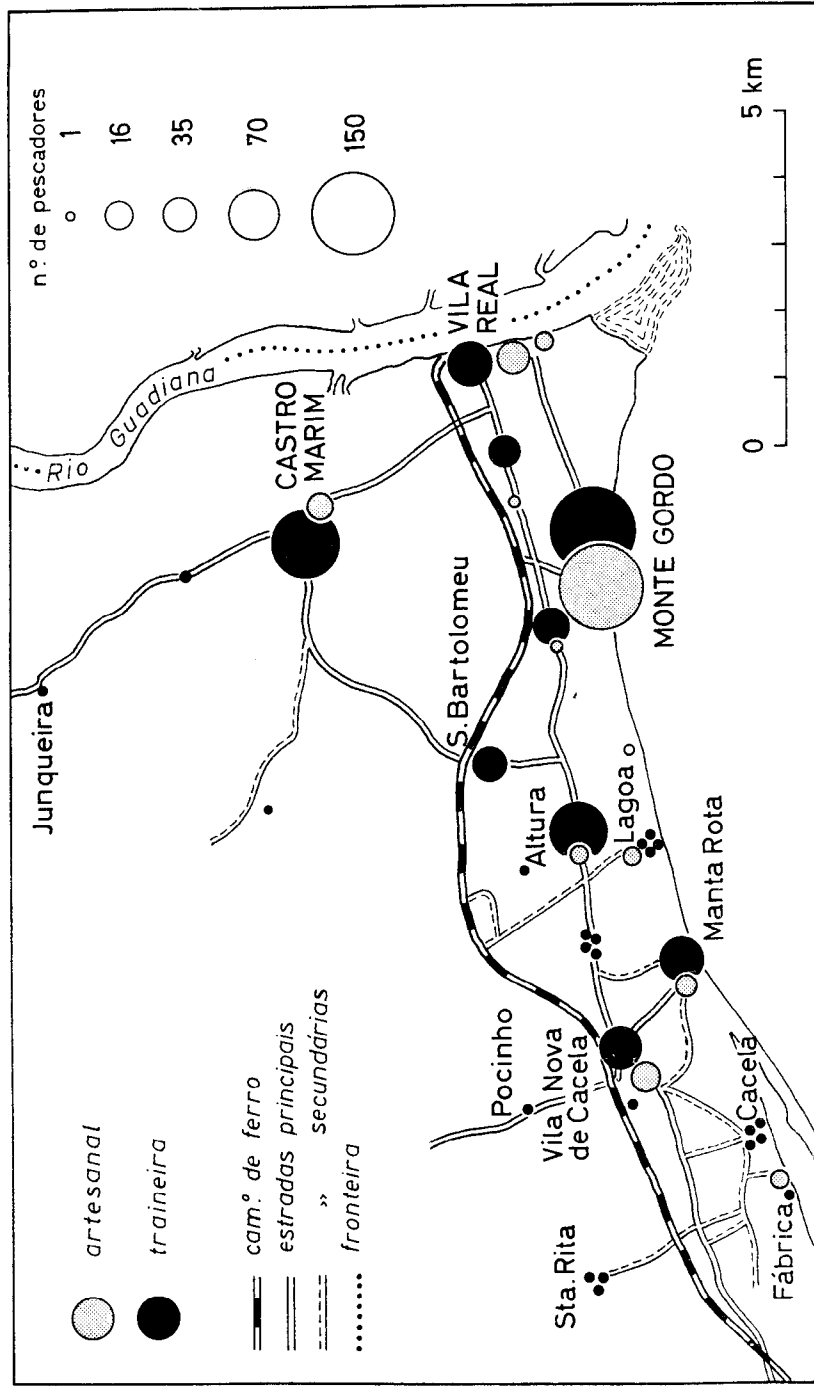 artesanal
traineira
cam.º de ferro
estradas principais
» secundárias
fronteira
n.º de pescadores
1
16
35
70
150
Junqueira
Rio Guadiana
CASTRO
MARIM
VILA
REAL
S. Bartolomeu
Pocinho
Altura
Lagoa
MONTE GORDO
Sta. Rita
Vila Nova
de Cacela
Manta Rota
Cacela
Fábrica
0
5 km